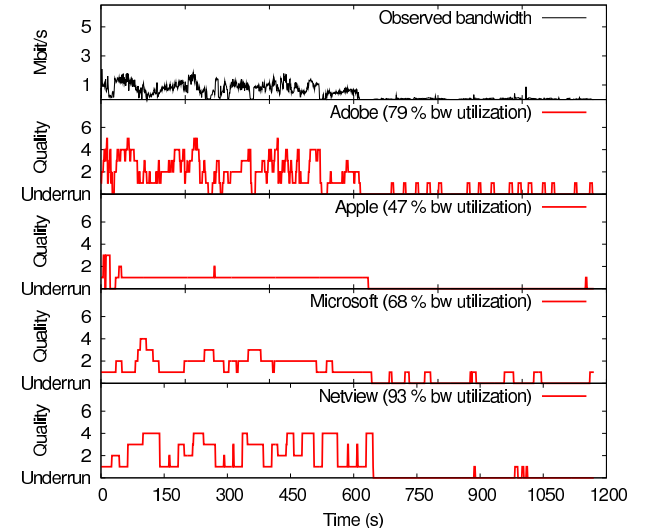 Observed bandwidth
Mbit/s
1
3
5
Adobe (79 % bw utilization)
Quality
6
4
2
Underrun
Apple (47 % bw utilization)
Quality
6
4
2
Underrun
Microsoft (68 % bw utilization)
Quality
6
4
2
Underrun
Netview (93 % bw utilization)
Quality
6
4
2
Underrun
0 150 300 450 600 750 900 1050 1200
Time (s)